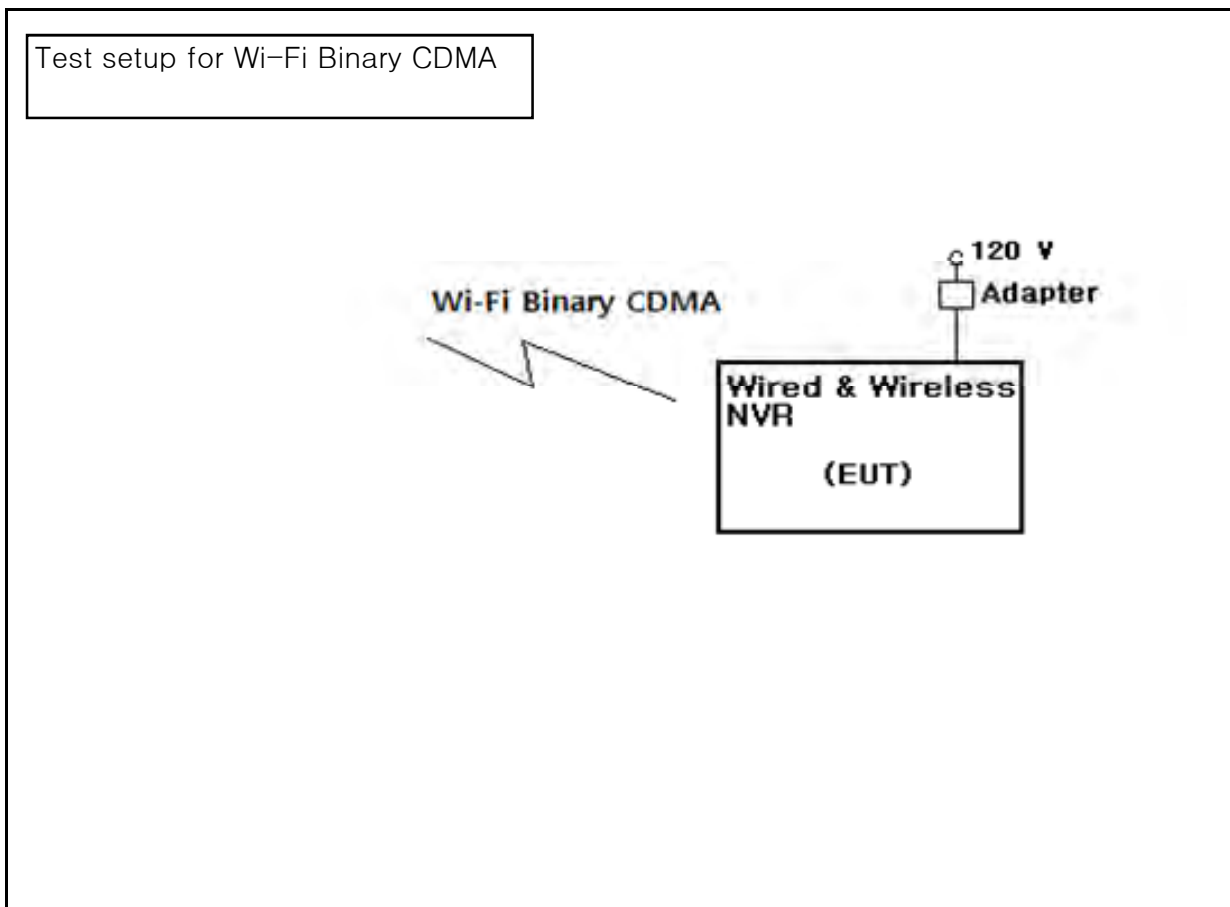 Test setup for Wi-Fi Binary CDMA
120 V
Wi-Fi Binary CDMA
Adapter
Wired & Wireless
NVR
(EUT)